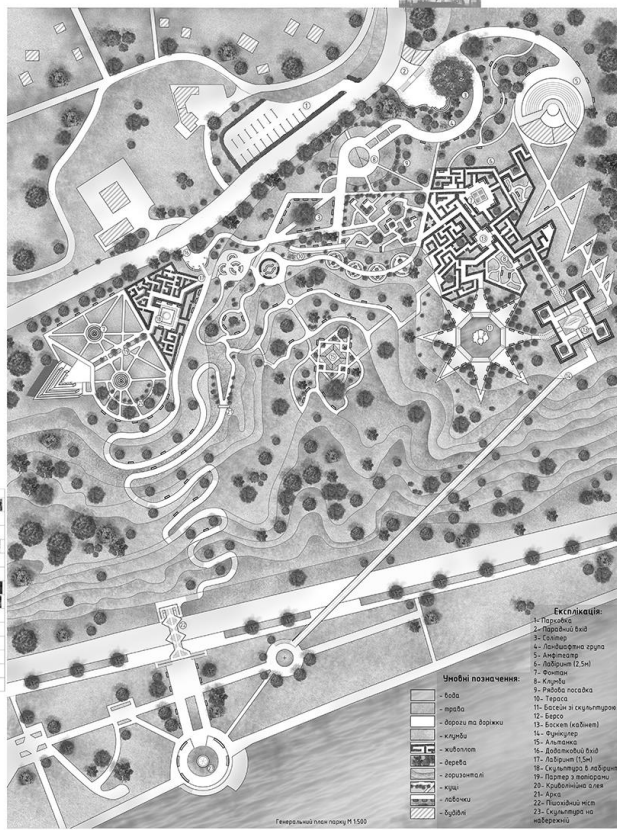 Експлікація:
1- Парковка
2- Парадний вхід
3- Солітер
4- Ландшафтна група
5- Амфітеатр
6- Лабіринт (2,5м)
7- Фонтан
8- Клумби
9- Рядова посадка
10- Тераса
11- Басейн зі скульптурою
12- Берсо
13- Боскет (кабінет)
14- Фунікулер
15- Альтанка
16- Додатковий вхід
17- Лабіринт (1,5м)
18- Скульптура в лабіринті
19- Партер з топіарами
20- Криволінійна алея
21- Арка
22- Пішохідний міст
23- Скульптура на
набережній
Умовні позначення:
- вода
- трава
- дороги та доріжки
- клумби
- живопліт
- дерева
- горизонталі
- кущі
- лавочки
- будівлі
Генеральний план парку М 1:500